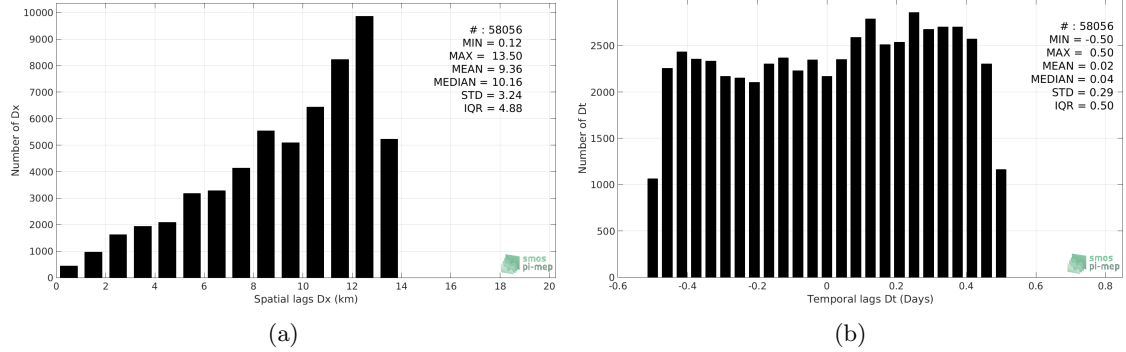 10000
9000
8000
7000
6000
5000
4000
3000
2000
1000
0
Number of Dx
# : 58056
MIN = 0.12
MAX = 13.50
MEAN = 9.36
MEDIAN = 10.16
STD = 3.24
IQR = 4.88
smos
pi-mep
0 2 4 6 8 10 12 14 16 18 20
Spatial lags Dx (km)
(a)
2500
2000
1500
1000
500
0
Number of Dt
# : 58056
MIN = -0.50
MAX = 0.50
MEAN = 0.02
MEDIAN = 0.04
STD = 0.29
IQR = 0.50
smos
pi-mep
-0.6 -0.4 -0.2 0 0.2 0.4 0.6 0.8
Temporal lags Dt (Days)
(b)